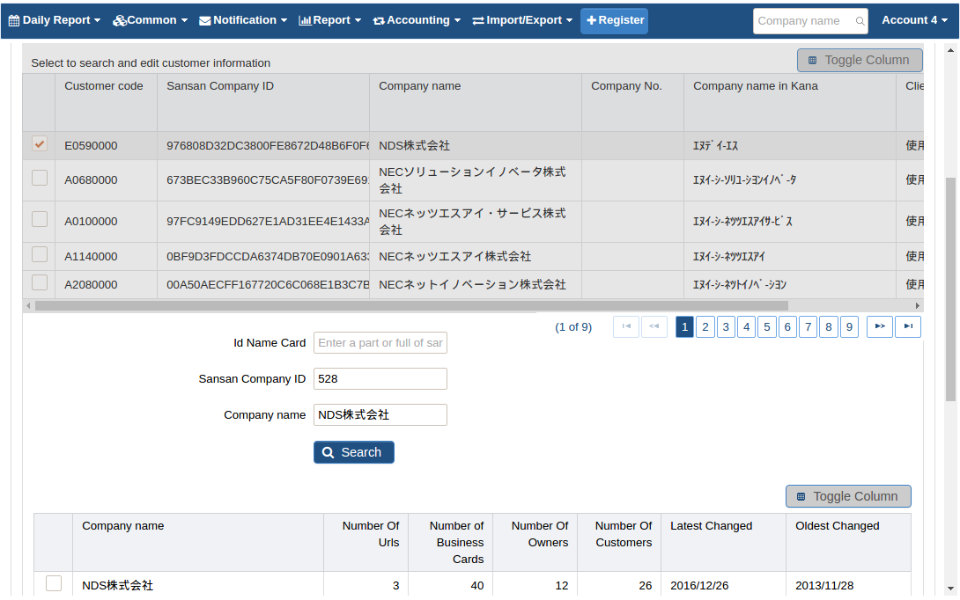 Daily Report Common Notification Report Accounting Import/Export Register Company name Account 4
Select to search and edit customer information Toggle Column
Customer code Sansan Company ID Company name Company No. Company name in Kana Clie
E0590000 976808D32DC3800FE8672D48B6F0F6 NDS株式会社 ｴﾇﾃﾞｲ-ｴｽ 使用
A0680000 673BEC33B960C75CA5F80F0739E69 NECソリューションイノベータ株式 ｴﾇｲ-ｼ-ｿﾘﾕ-ｼﾖﾝｲﾉﾍﾞ-ﾀ 使用
会社
A0100000 97FC9149EDD627E1AD31EE4E1433A NECネッツエスアイ・サービス株式 ｴﾇｲ-ｼ-ﾈﾂﾂｴｽｱｲｻ-ﾋﾞｽ 使用
会社
A1140000 0BF9D3FDCCDA6374DB70E0901A63 NECネッツエスアイ株式会社 ｴﾇｲ-ｼ-ﾈﾂﾂｴｽｱｲ 使用
A2080000 00A50AECFF167720C6C068E1B3C7B NECネットイノベーション株式会社 ｴﾇｲ-ｼ-ﾈﾂﾄｲﾉﾍﾞ-ｼﾖﾝ 使用
(1 of 9) 1 2 3 4 5 6 7 8 9
Id Name Card Enter a part or full of sar
Sansan Company ID 528
Company name NDS株式会社
Search
Toggle Column
Company name Number Of Number of Number Of Number Of Latest Changed Oldest Changed
Urls Business Owners Customers
Cards
NDS株式会社 3 40 12 26 2016/12/26 2013/11/28